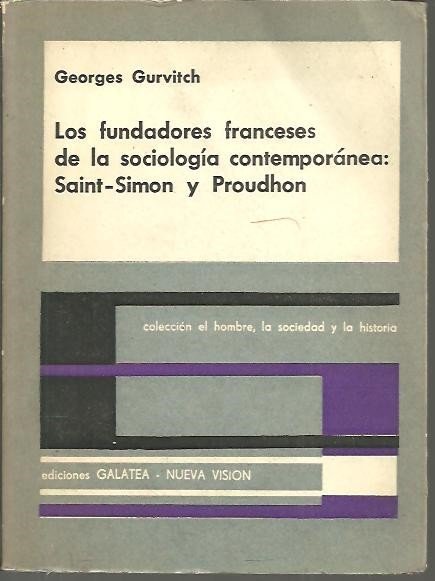 Georges Gurvitch
Los fundadores franceses
de la sociología contemporánea:
Saint-Simon y Proudhon
colección el hombre, la sociedad y la historia
ediciones GALATEA - NUEVA VISION